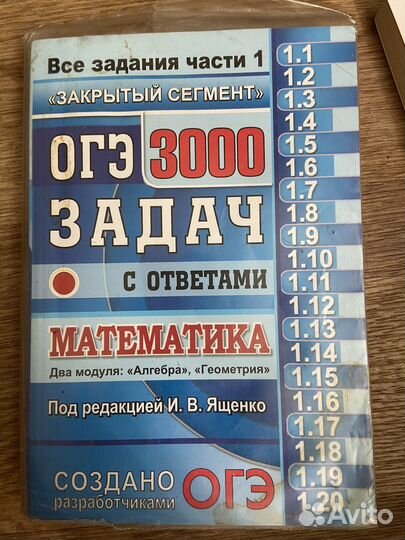 Все задания части 1
«ЗАКРЫТЫЙ СЕГМЕНТ»
ОГЭ 3000
ЗАДАЧ
С ОТВЕТАМИ
МАТЕМАТИКА
Два модуля: «Алгебра», «Геометрия»
Под редакцией И. В. Ященко
СОЗДАНО
разработчиками ОГЭ
1.1
1.2
1.3
1.4
1.5
1.6
1.7
1.8
1.9
1.10
1.11
1.12
1.13
1.14
1.15
1.16
1.17
1.18
1.19
1.20
Avito